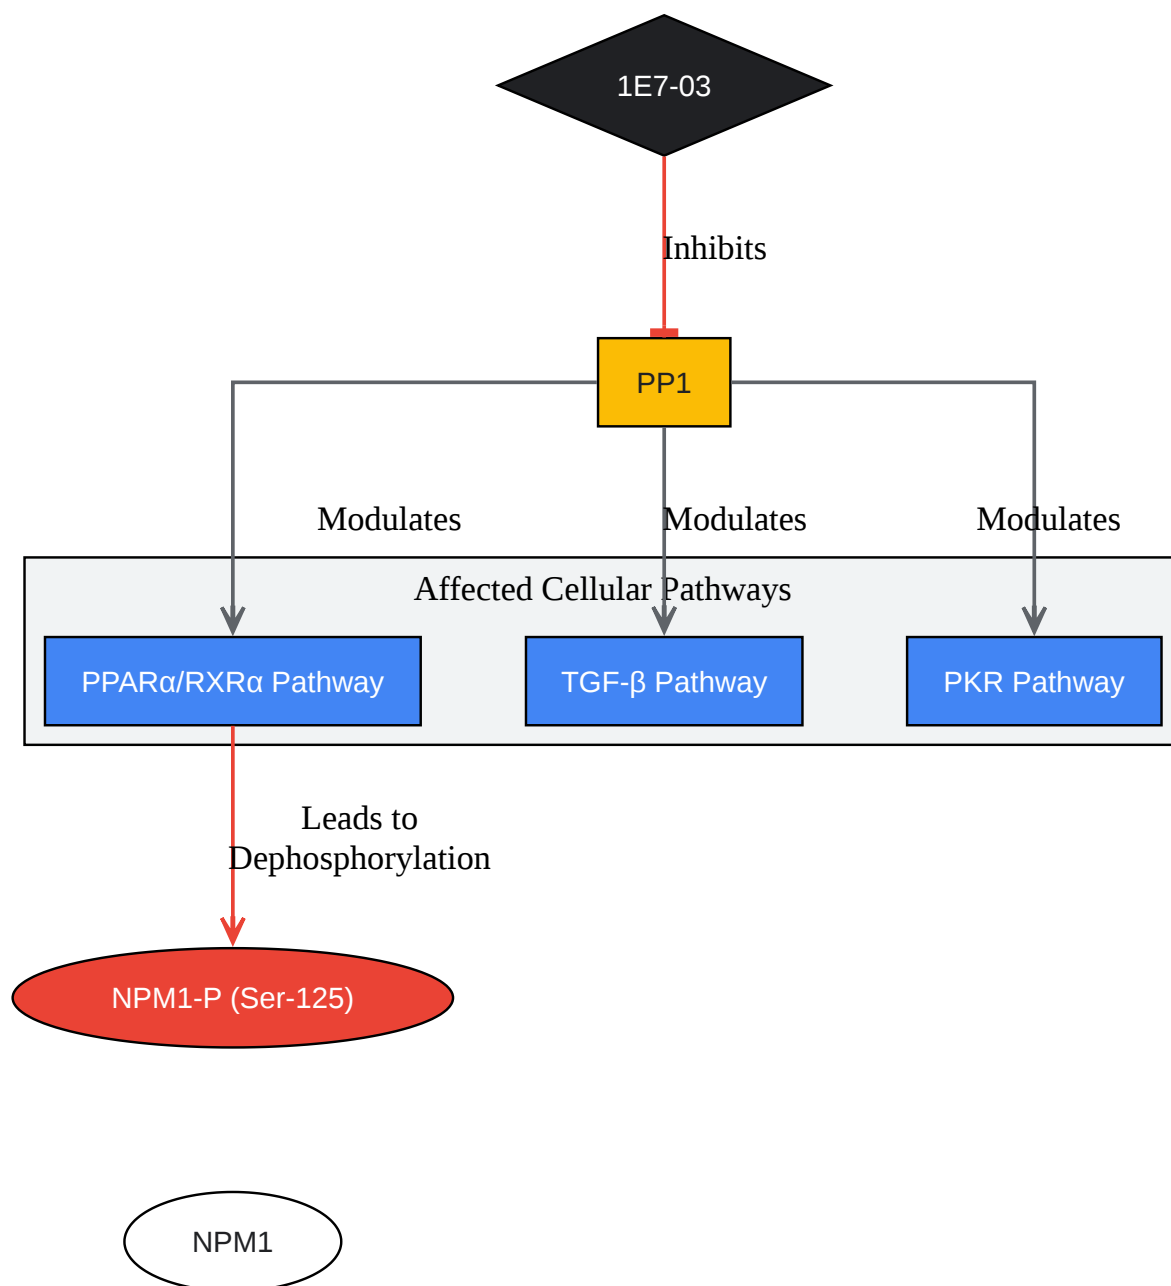 1E7-03
Inhibits
PP1
Modulates
Modulates
Modulates
Affected Cellular Pathways
PPARα/RXRα Pathway
TGF-β Pathway
PKR Pathway
Leads to
Dephosphorylation
NPM1-P (Ser-125)
NPM1